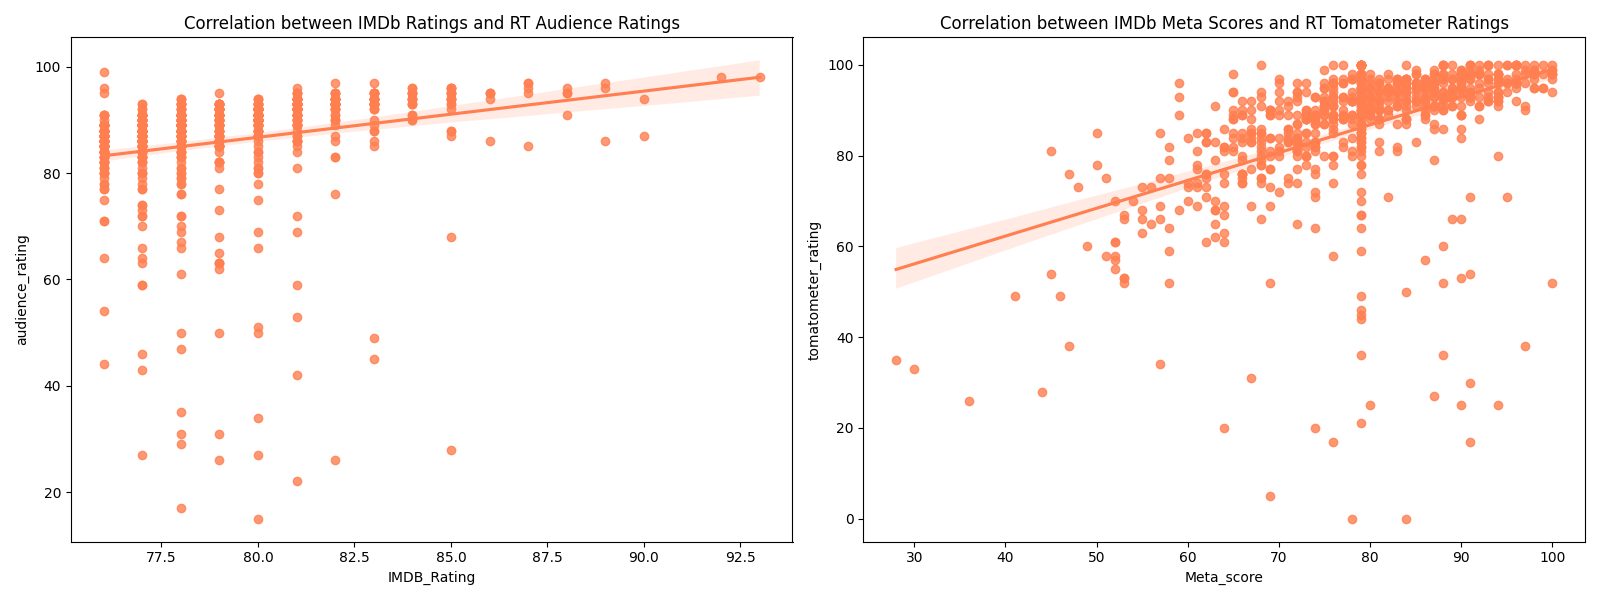 Correlation between IMDb Ratings and RT Audience Ratings
100
80
60
40
20
audience_rating
77.5 80.0 82.5 85.0 87.5 90.0 92.5
IMDB_Rating
Correlation between IMDb Meta Scores and RT Tomatometer Ratings
100
80
60
40
20
0
tomatometer_rating
30 40 50 60 70 80 90 100
Meta_score